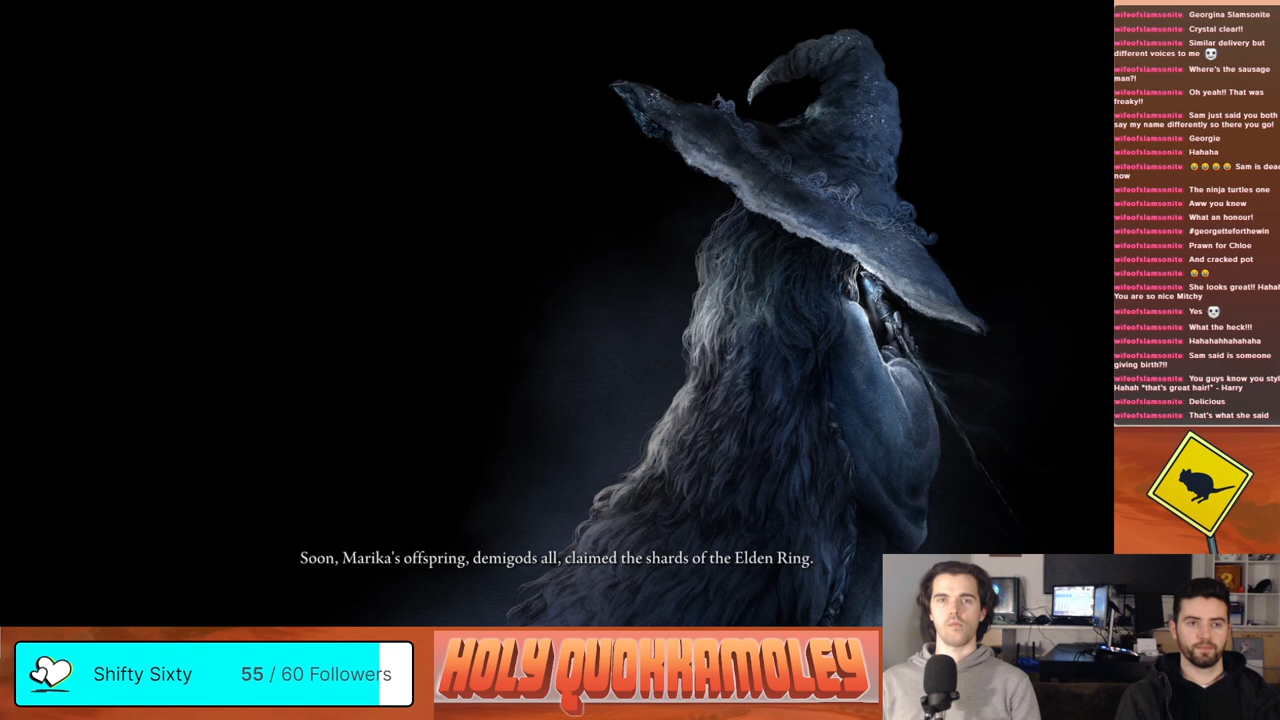 wifeofslamsonite: Georgina Slamsonite
wifeofslamsonite: Crystal clear!!
wifeofslamsonite: Similar delivery but
different voices to me
wifeofslamsonite: Where's the sausage
man?!
wifeofslamsonite: Oh yeah!! That was
freaky!!
wifeofslamsonite: Sam just said you both
say my name differently so there you go!
wifeofslamsonite: Georgie
wifeofslamsonite: Hahaha
wifeofslamsonite: Sam is dead
now
wifeofslamsonite: The ninja turtles one
wifeofslamsonite: Aww you knew
wifeofslamsonite: What an honour!
wifeofslamsonite: #georgetteforthewin
wifeofslamsonite: Prawn for Chloe
wifeofslamsonite: And cracked pot
wifeofslamsonite:
wifeofslamsonite: She looks great!! Hahah
You are so nice Mitchy
wifeofslamsonite: Yes
wifeofslamsonite: What the heck!!!
wifeofslamsonite: Hahahahhahahaha
wifeofslamsonite: Sam said is someone
giving birth?!!
wifeofslamsonite: You guys know you styl
Hahah "that's great hair!" - Harry
wifeofslamsonite: Delicious
wifeofslamsonite: That's what she said
Soon, Marika's offspring, demigods all, claimed the shards of the Elden Ring.
Shifty Sixty 55 / 60 Followers
HOLY QUOKKAMOLEY